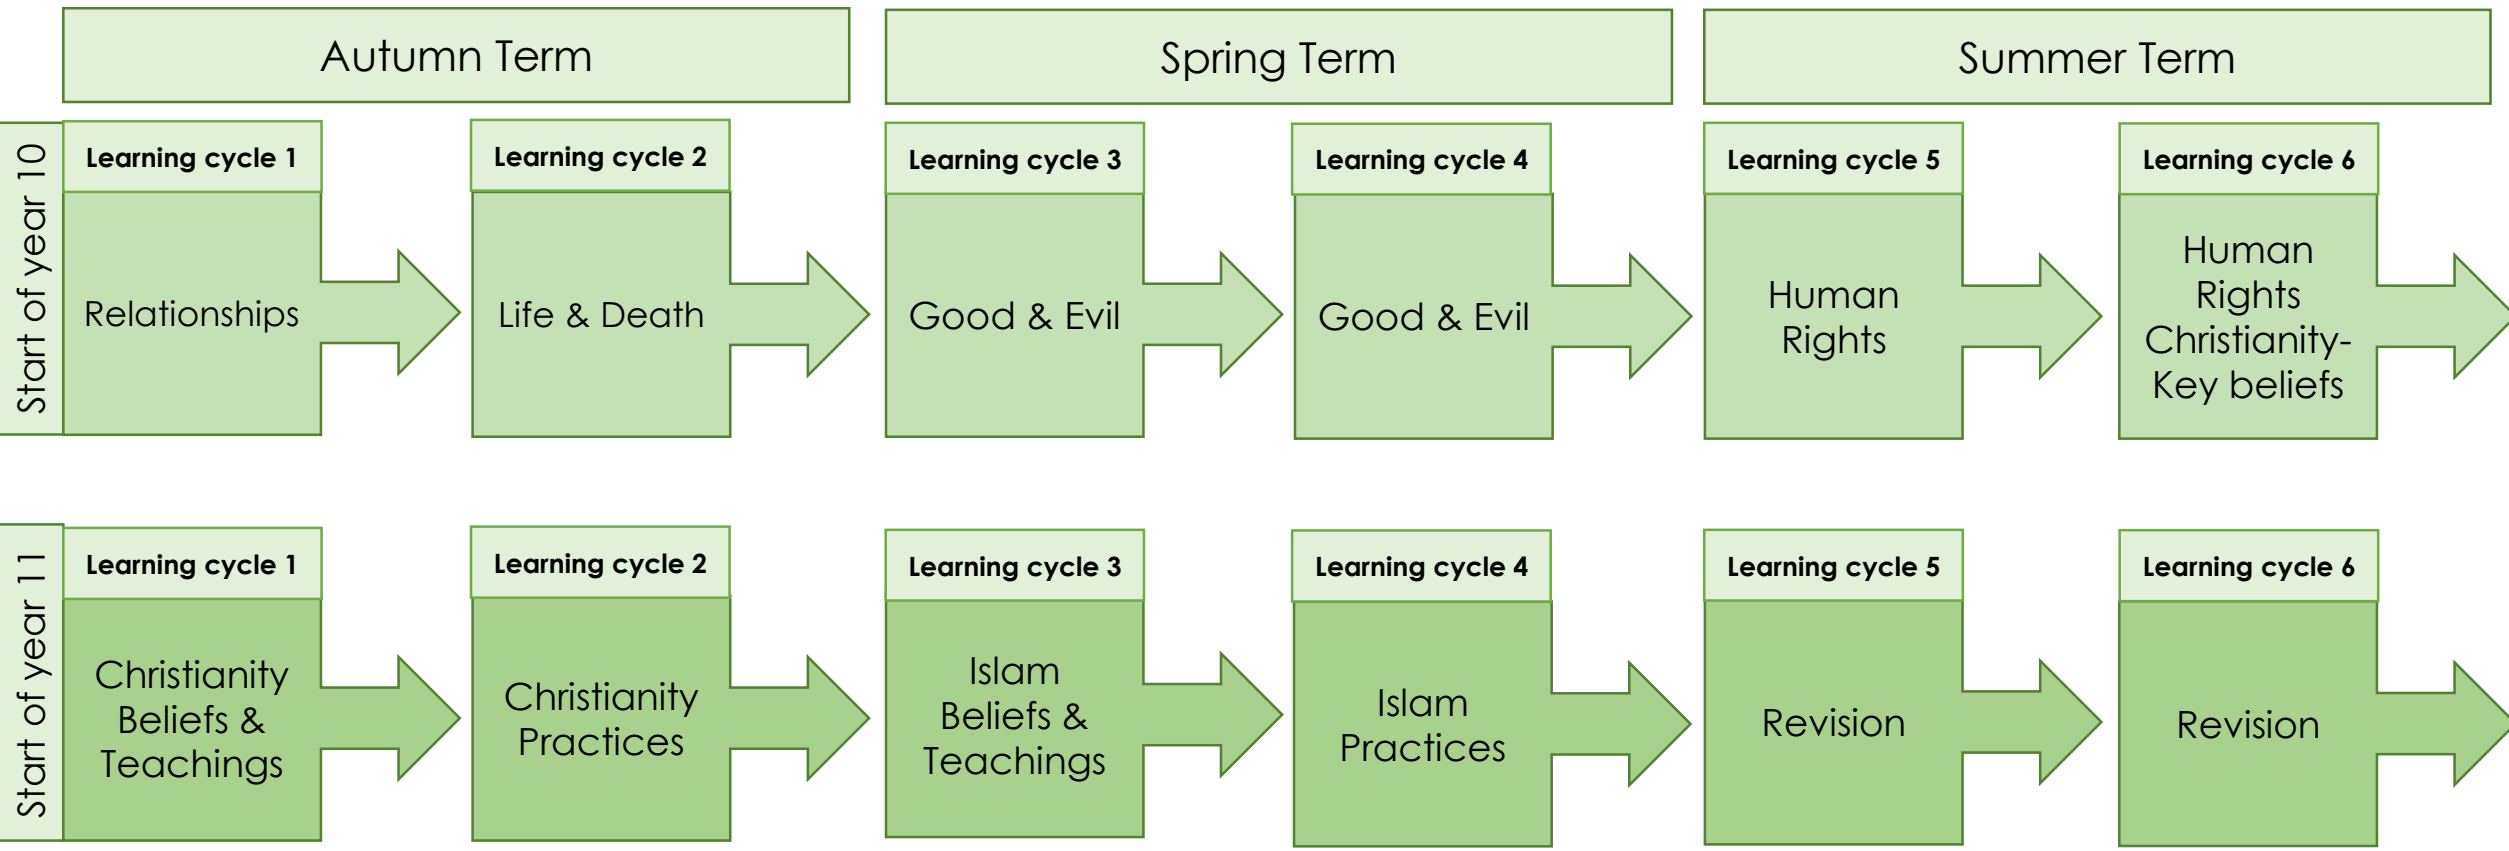 Autumn Term
Spring Term
Summer Term
Start of year 10
Learning cycle 1
Relationships
Learning cycle 2
Life & Death
Learning cycle 3
Good & Evil
Learning cycle 4
Good & Evil
Learning cycle 5
Human
Rights
Learning cycle 6
Human
Rights
Christianity-
Key beliefs
Start of year 11
Learning cycle 1
Christianity
Beliefs &
Teachings
Learning cycle 2
Christianity
Practices
Learning cycle 3
Islam
Beliefs &
Teachings
Learning cycle 4
Islam
Practices
Learning cycle 5
Revision
Learning cycle 6
Revision